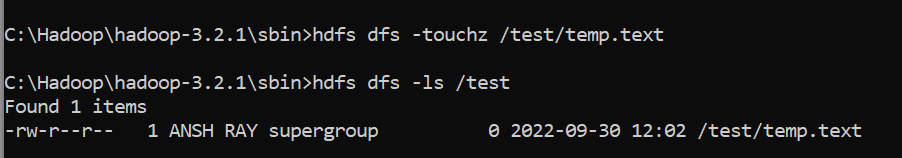 C:\Hadoop\hadoop-3.2.1\sbin>hdfs dfs -touchz /test/temp.text
C:\Hadoop\hadoop-3.2.1\sbin>hdfs dfs -ls /test
Found 1 items
-rw-r--r--   1 ANSH RAY supergroup          0 2022-09-30 12:02 /test/temp.text